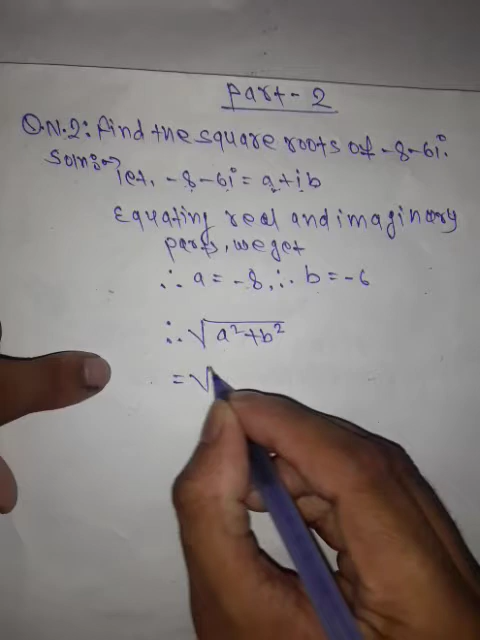 Part-2
Q.N.2: Find the square roots of -8-6i.
Soln:→ let, -8-6i = a+ib
Equating real and imaginary
parts, we get
∴ a = -8, ∴ b = -6
∴ √a²+b²
= √